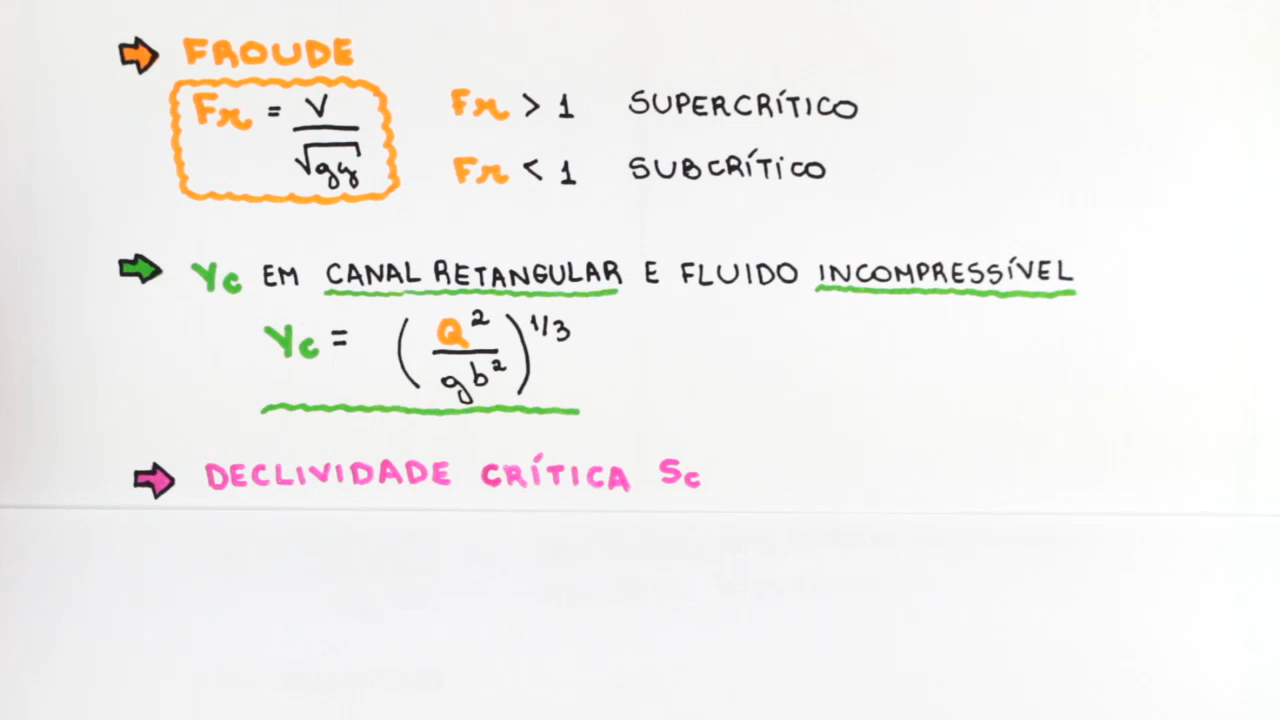 FROUDE
Fr = V / √gy
Fr > 1 SUPERCRÍTICO
Fr < 1 SUBCRÍTICO
Yc EM CANAL RETANGULAR E FLUIDO INCOMPRESSÍVEL
Yc = (Q² / gb²)^1/3
DECLIVIDADE CRÍTICA Sc